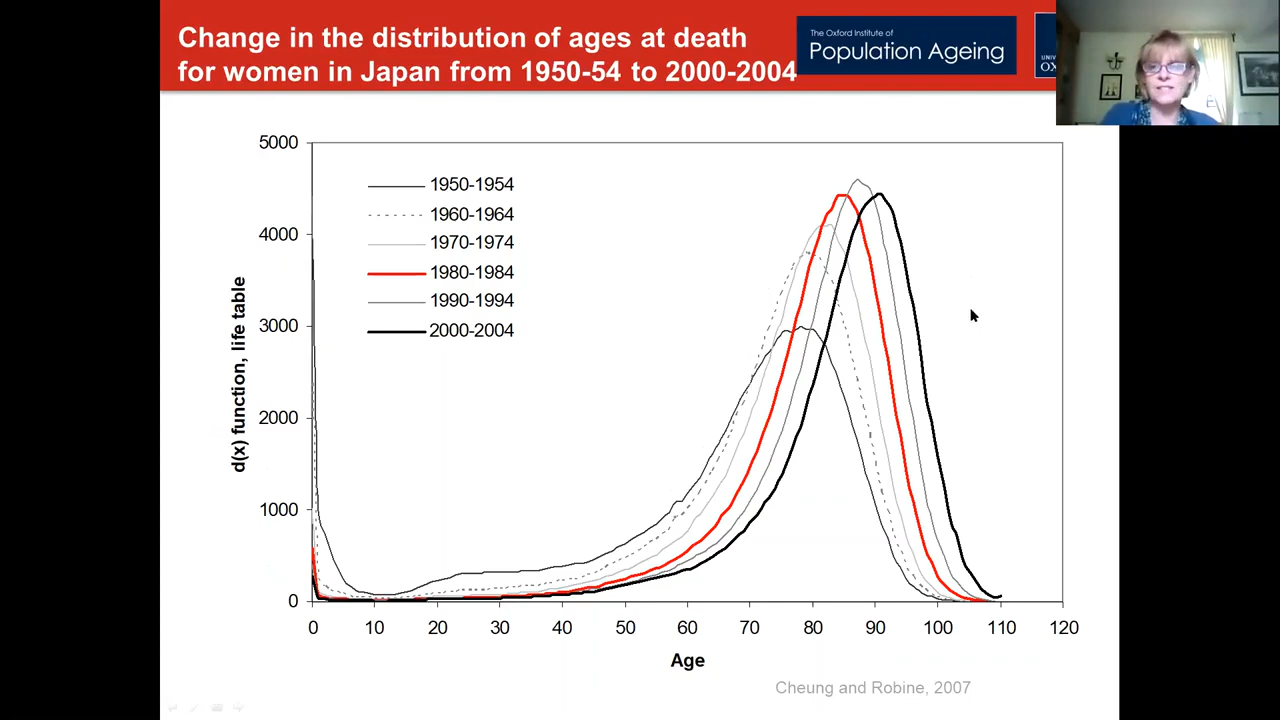 Change in the distribution of ages at death
for women in Japan from 1950-54 to 2000-2004
The Oxford Institute of
Population Ageing
5000
4000
3000
2000
1000
0
d(x) function, life table
1950-1954
1960-1964
1970-1974
1980-1984
1990-1994
2000-2004
0 10 20 30 40 50 60 70 80 90 100 110 120
Age
Cheung and Robine, 2007